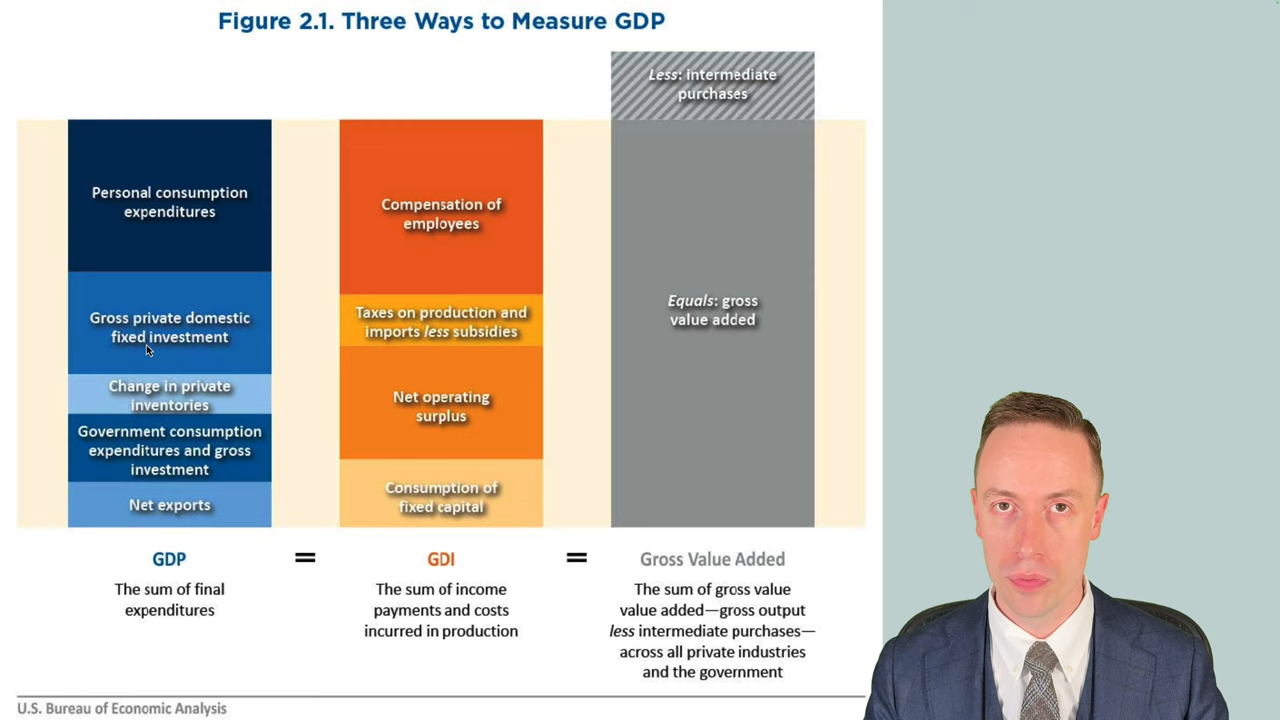 Figure 2.1. Three Ways to Measure GDP
Less: intermediate
purchases
Personal consumption
expenditures
Gross private domestic
fixed investment
Change in private
inventories
Government consumption
expenditures and gross
investment
Net exports
Compensation of
employees
Taxes on production and
imports less subsidies
Net operating
surplus
Consumption of
fixed capital
Equals: gross
value added
GDP
=
GDI
=
Gross Value Added
The sum of final
expenditures
The sum of income
payments and costs
incurred in production
The sum of gross value
value added—gross output
less intermediate purchases—
across all private industries
and the government
U.S. Bureau of Economic Analysis